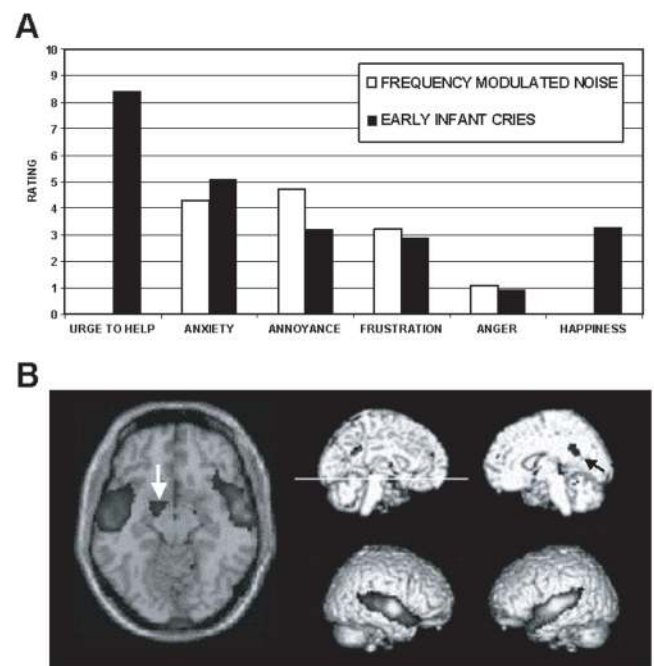 A
10
9
8
7
6
5
4
3
2
1
0
RATING
FREQUENCY MODULATED NOISE
EARLY INFANT CRIES
URGE TO HELP ANXIETY ANNOYANCE FRUSTRATION ANGER HAPPINESS
B